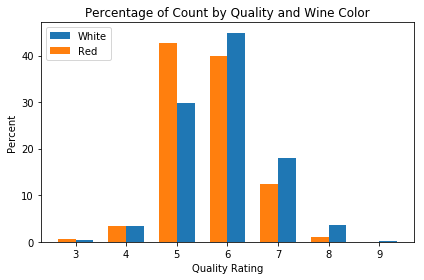 Percentage of Count by Quality and Wine Color
White
Red
Percent
40
30
20
10
0
3 4 5 6 7 8 9
Quality Rating